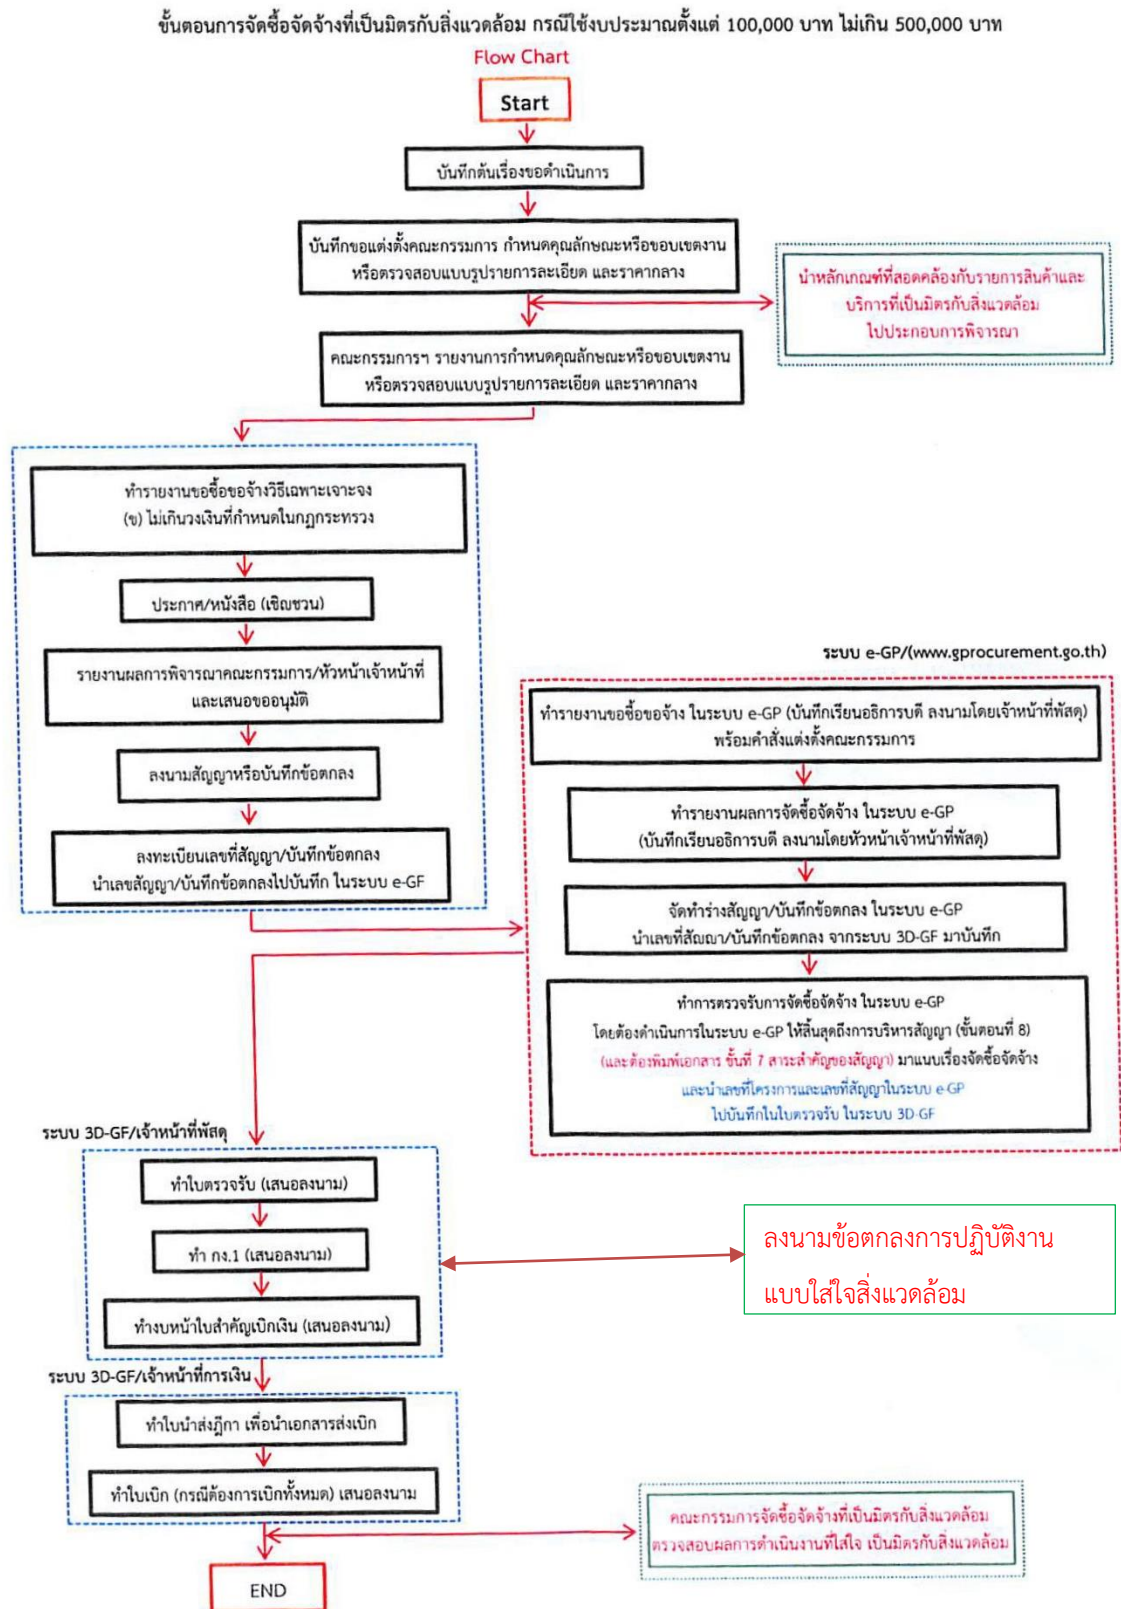 ขั้นตอนการจัดซื้อจัดจ้างที่เป็นมิตรกับสิ่งแวดล้อม กรณีใช้งบประมาณตั้งแต่ 100,000 บาท ไม่เกิน 500,000 บาท
Flow Chart
Start
บันทึกต้นเรื่องขอดำเนินการ
บันทึกขอแต่งตั้งคณะกรรมการ กำหนดคุณลักษณะหรือขอบเขตงาน
หรือตรวจสอบแบบรูปรายการละเอียด และราคากลาง
นำหลักเกณฑ์ที่สอดคล้องกับรายการสินค้าและ
บริการที่เป็นมิตรกับสิ่งแวดล้อม
ไปประกอบการพิจารณา
คณะกรรมการฯ รายงานการกำหนดคุณลักษณะหรือขอบเขตงาน
หรือตรวจสอบแบบรูปรายการละเอียด และราคากลาง
ทำรายงานขอซื้อขอจ้างวิธีเฉพาะเจาะจง
(ข) ไม่เกินวงเงินที่กำหนดในกฎกระทรวง
ประกาศ/หนังสือ (เชิญชวน)
รายงานผลการพิจารณาคณะกรรมการ/หัวหน้าเจ้าหน้าที่
และเสนอขออนุมัติ
ลงนามสัญญาหรือบันทึกข้อตกลง
ลงทะเบียนเลขที่สัญญา/บันทึกข้อตกลง
นำเลขสัญญา/บันทึกข้อตกลงไปบันทึก ในระบบ e-GF
ระบบ e-GP/(www.gprocurement.go.th)
ทำรายงานขอซื้อขอจ้าง ในระบบ e-GP (บันทึกเรียนอธิการบดี ลงนามโดยเจ้าหน้าที่พัสดุ)
พร้อมคำสั่งแต่งตั้งคณะกรรมการ
ทำรายงานผลการจัดซื้อจัดจ้าง ในระบบ e-GP
(บันทึกเรียนอธิการบดี ลงนามโดยหัวหน้าเจ้าหน้าที่พัสดุ)
จัดทำร่างสัญญา/บันทึกข้อตกลง ในระบบ e-GP
นำเลขที่สัญญา/บันทึกข้อตกลง จากระบบ 3D-GF มาบันทึก
ทำการตรวจรับการจัดซื้อจัดจ้าง ในระบบ e-GP
โดยต้องดำเนินการในระบบ e-GP ให้สิ้นสุดถึงการบริหารสัญญา (ขั้นตอนที่ 8)
(และต้องพิมพ์เอกสาร ขั้นที่ 7 สาระสำคัญของสัญญา) มาแนบเรื่องจัดซื้อจัดจ้าง
และนำเลขที่โครงการและเลขที่สัญญาในระบบ e-GP
ไปบันทึกในใบตรวจรับ ในระบบ 3D-GF
ระบบ 3D-GF/เจ้าหน้าที่พัสดุ
ทำใบตรวจรับ (เสนอลงนาม)
ทำ กง.1 (เสนอลงนาม)
ทำงบหน้าใบสำคัญเบิกเงิน (เสนอลงนาม)
ลงนามข้อตกลงการปฏิบัติงาน
แบบใส่ใจสิ่งแวดล้อม
ระบบ 3D-GF/เจ้าหน้าที่การเงิน
ทำใบนำส่งฎีกา เพื่อนำเอกสารส่งเบิก
ทำใบเบิก (กรณีต้องการเบิกทั้งหมด) เสนอลงนาม
คณะกรรมการจัดซื้อจัดจ้างที่เป็นมิตรกับสิ่งแวดล้อม
ตรวจสอบผลการดำเนินงานที่ใส่ใจ เป็นมิตรกับสิ่งแวดล้อม
END